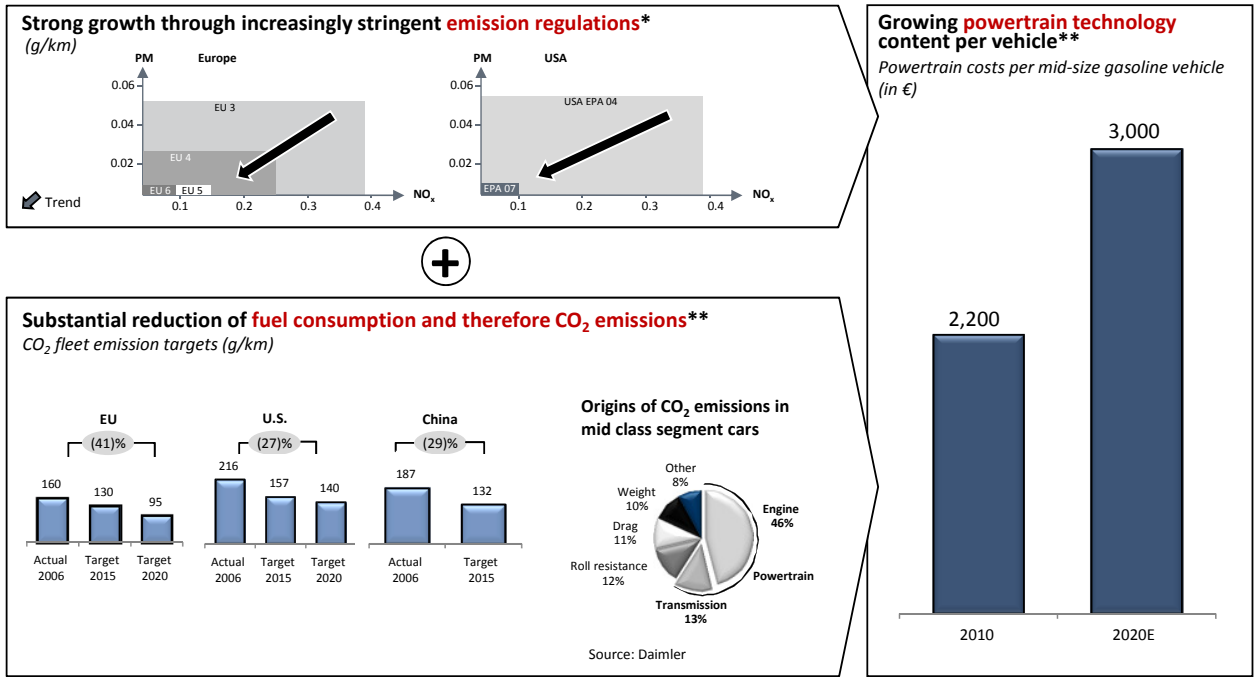 Strong growth through increasingly stringent emission regulations*
(g/km)
PM
Europe
0.06
0.04
0.02
EU 3
EU 4
EU 6
EU 5
0.1
0.2
0.3
0.4
NOx
Trend
PM
USA
0.06
0.04
0.02
USA EPA 04
EPA 07
0.1
0.2
0.3
0.4
NOx
+
Substantial reduction of fuel consumption and therefore CO2 emissions**
CO2 fleet emission targets (g/km)
EU
(41)%
160
130
95
Actual
2006
Target
2015
Target
2020
U.S.
(27)%
216
157
140
Actual
2006
Target
2015
Target
2020
China
(29)%
187
132
Actual
2006
Target
2015
Origins of CO2 emissions in
mid class segment cars
Other
8%
Weight
10%
Drag
11%
Roll resistance
12%
Transmission
13%
Engine
46%
Powertrain
Source: Daimler
Growing powertrain technology
content per vehicle**
Powertrain costs per mid-size gasoline vehicle
(in €)
2,200
3,000
2010
2020E